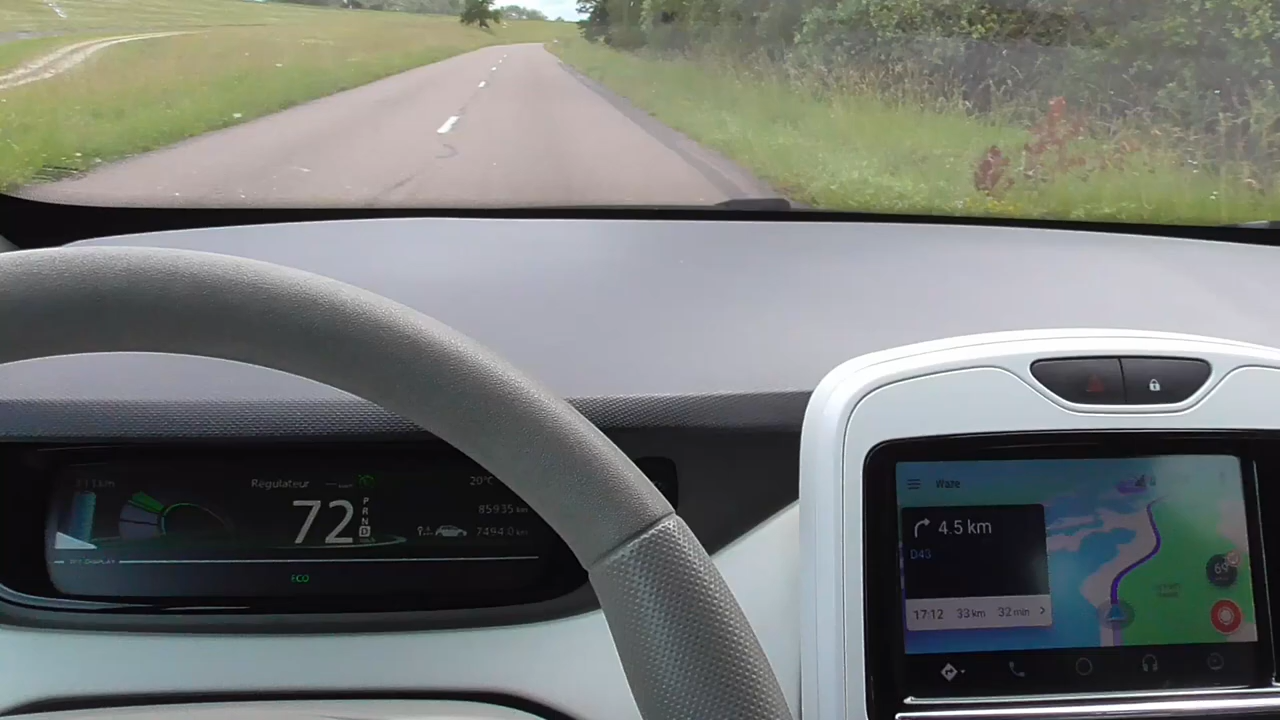 Régulateur
20°C
72
P
R
N
D
85935 km
7494.0 km
ECO
Waze
4.5 km
D43
17:12 33 km 32 min
69